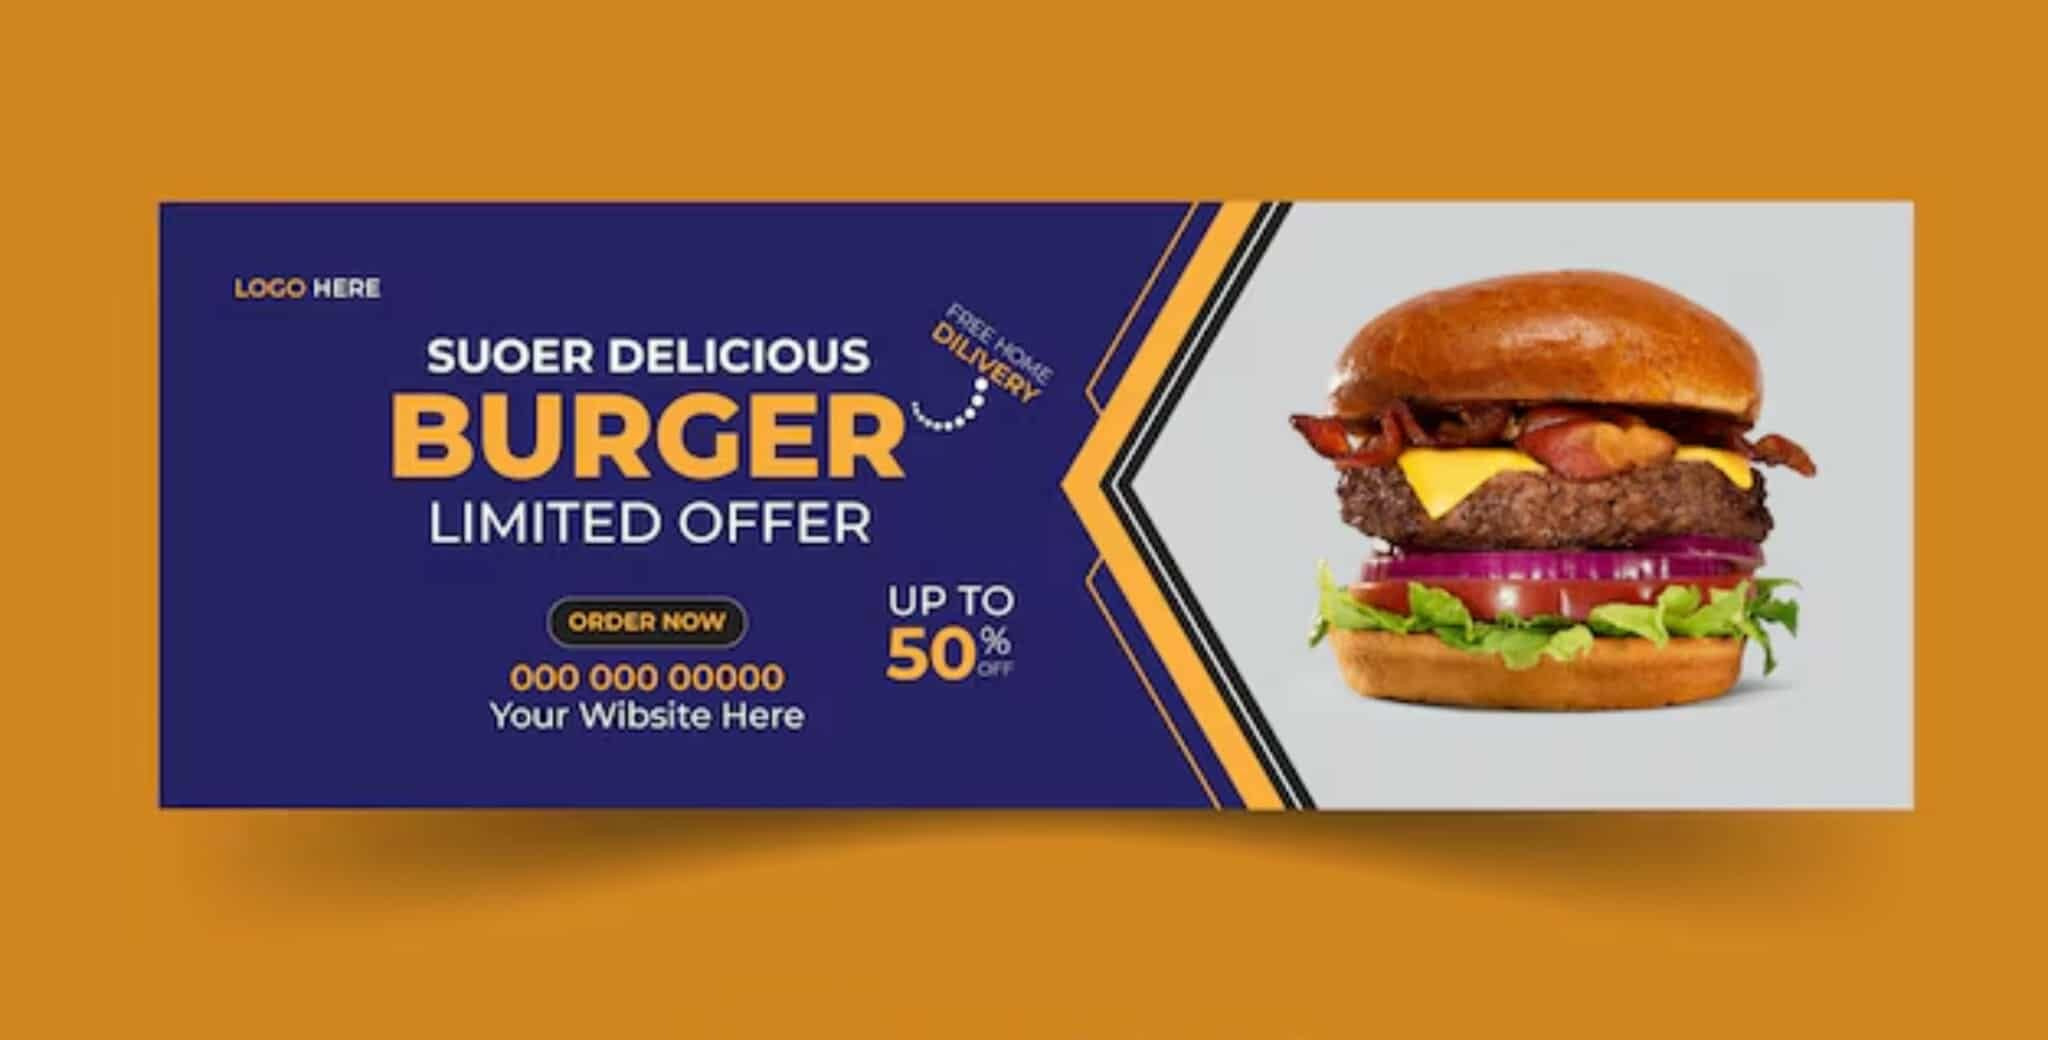 LOGO HERE
SUOER DELICIOUS
BURGER
LIMITED OFFER
FREE HOME
DILIVERY
ORDER NOW
000 000 00000
Your Wibsite Here
UP TO
50%
OFF